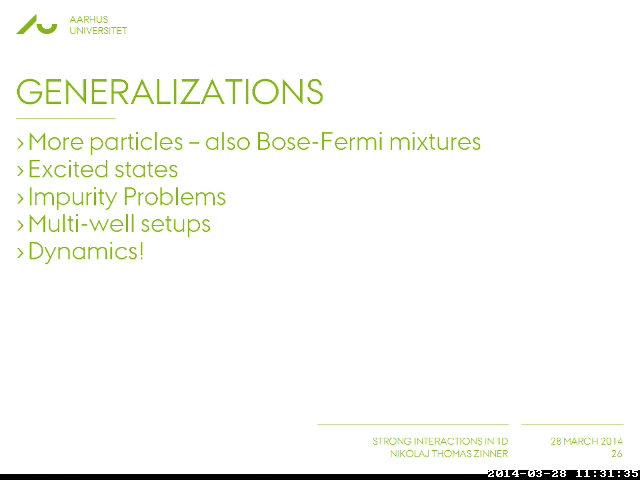 AARHUS
UNIVERSITET
GENERALIZATIONS
› More particles – also Bose-Fermi mixtures
› Excited states
› Impurity Problems
› Multi-well setups
› Dynamics!
STRONG INTERACTIONS IN 1D
NIKOLAJ THOMAS ZINNER
28 MARCH 2014
26
2014-03-28 11:31:35